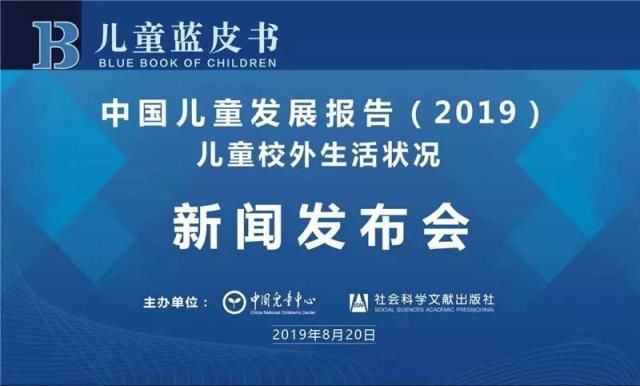 B 儿童蓝皮书
BLUE BOOK OF CHILDREN
中国儿童发展报告（2019）
儿童校外生活状况
新闻发布会
主办单位： 中国儿童中心 社会科学文献出版社
China National Children's Center SOCIAL SCIENCES ACADEMIC PRESS(CHINA)
2019年8月20日